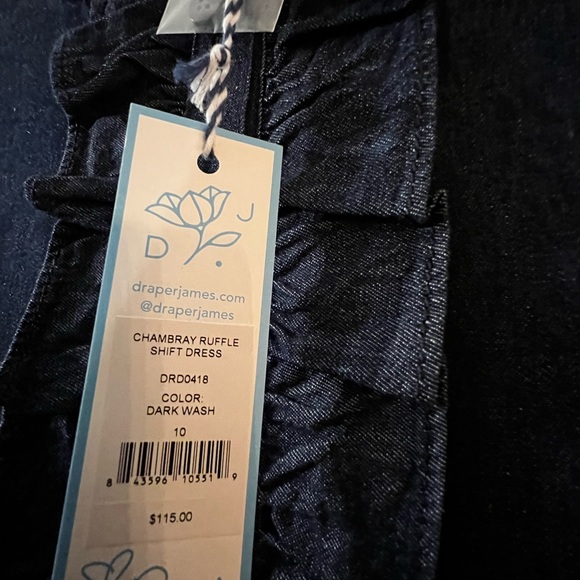 D J
draperjames.com
@draperjames
CHAMBRAY RUFFLE
SHIFT DRESS
DRD0418
COLOR:
DARK WASH
10
8 43596 10551 9
$115.00